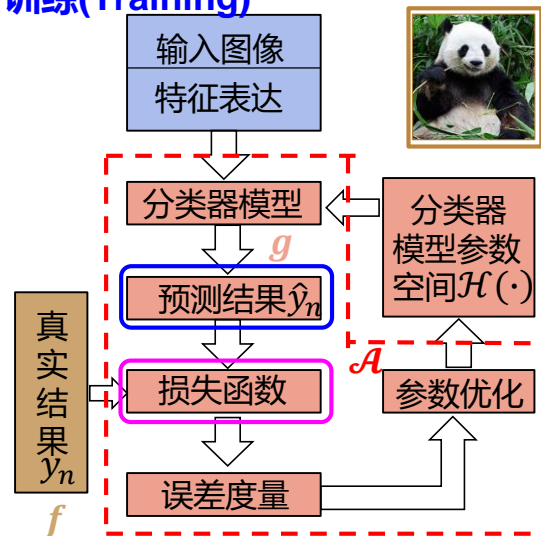 训练(Training)
输入图像
特征表达
分类器模型
g
预测结果ŷₙ
损失函数
误差度量
真
实
结
果
yₙ
f
分类器
模型参数
空间ℋ(·)
𝒜
参数优化